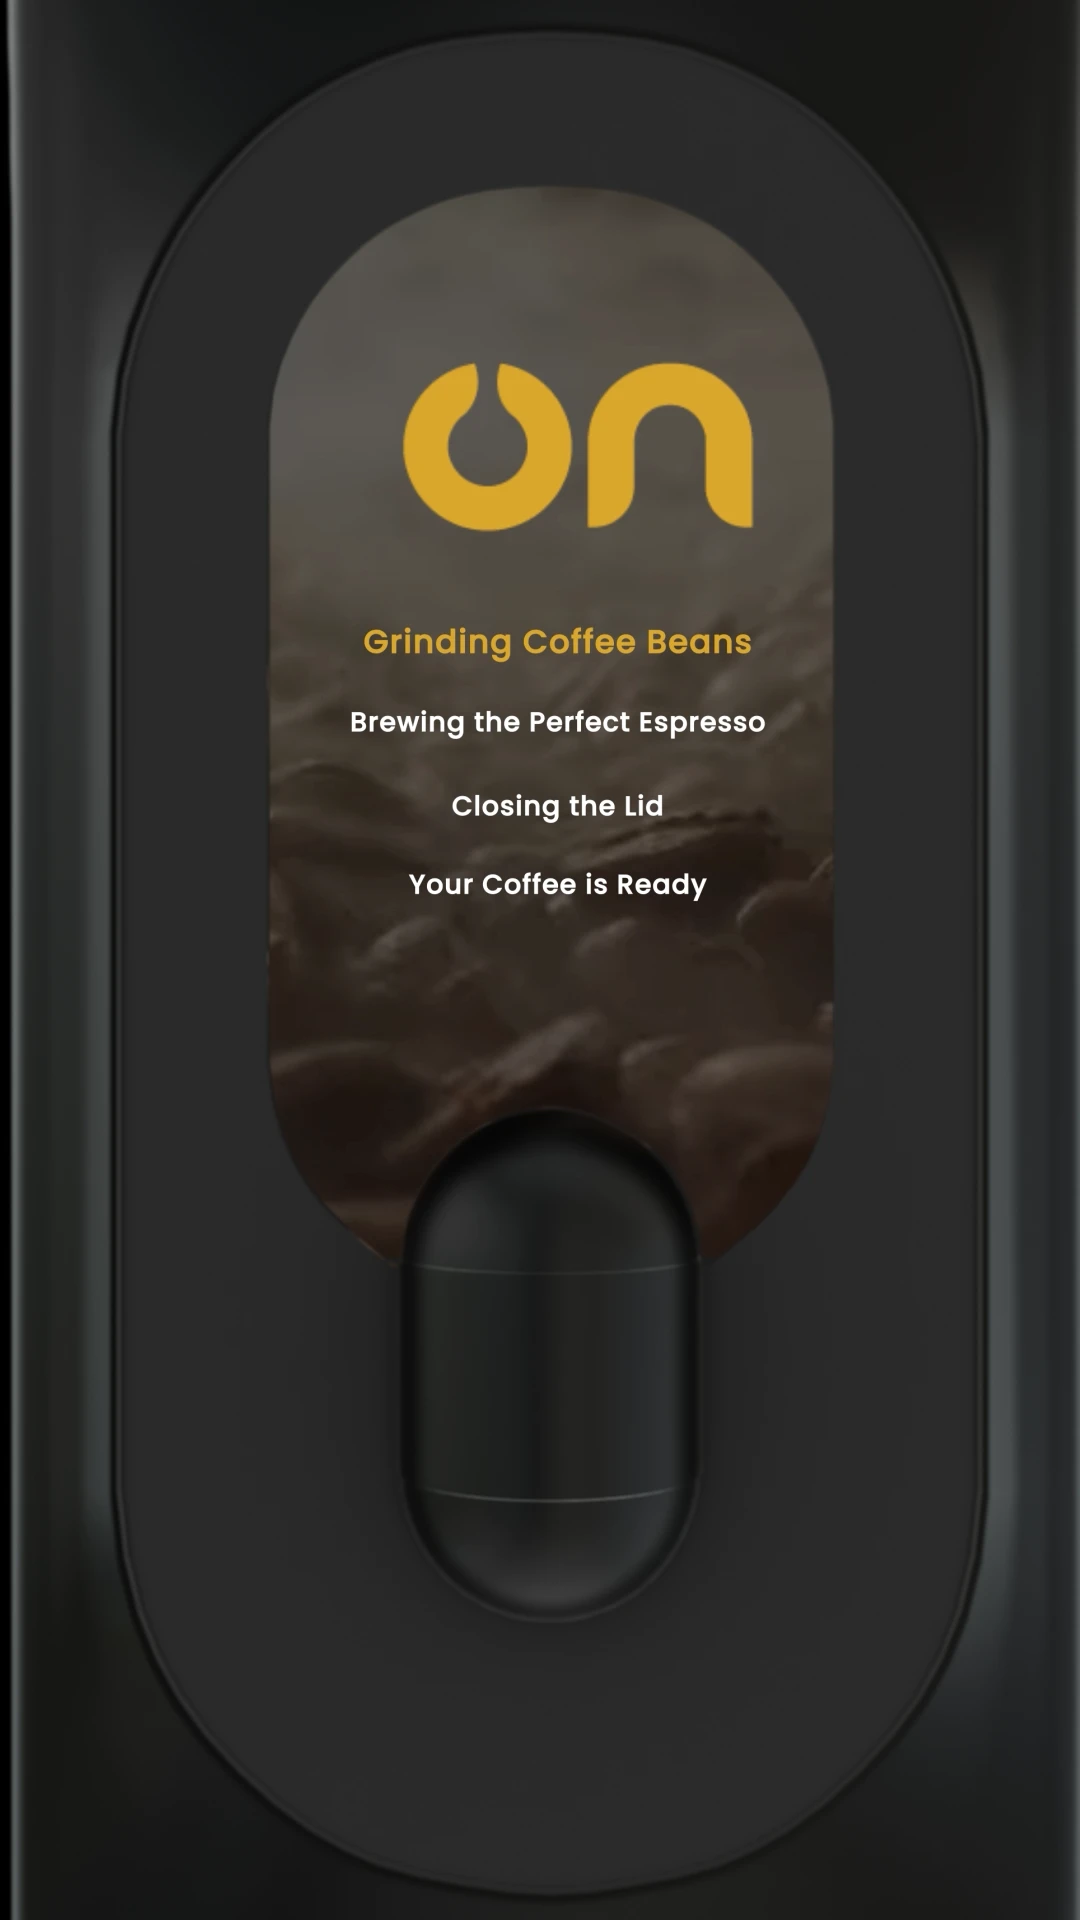 on
Grinding Coffee Beans
Brewing the Perfect Espresso
Closing the Lid
Your Coffee is Ready